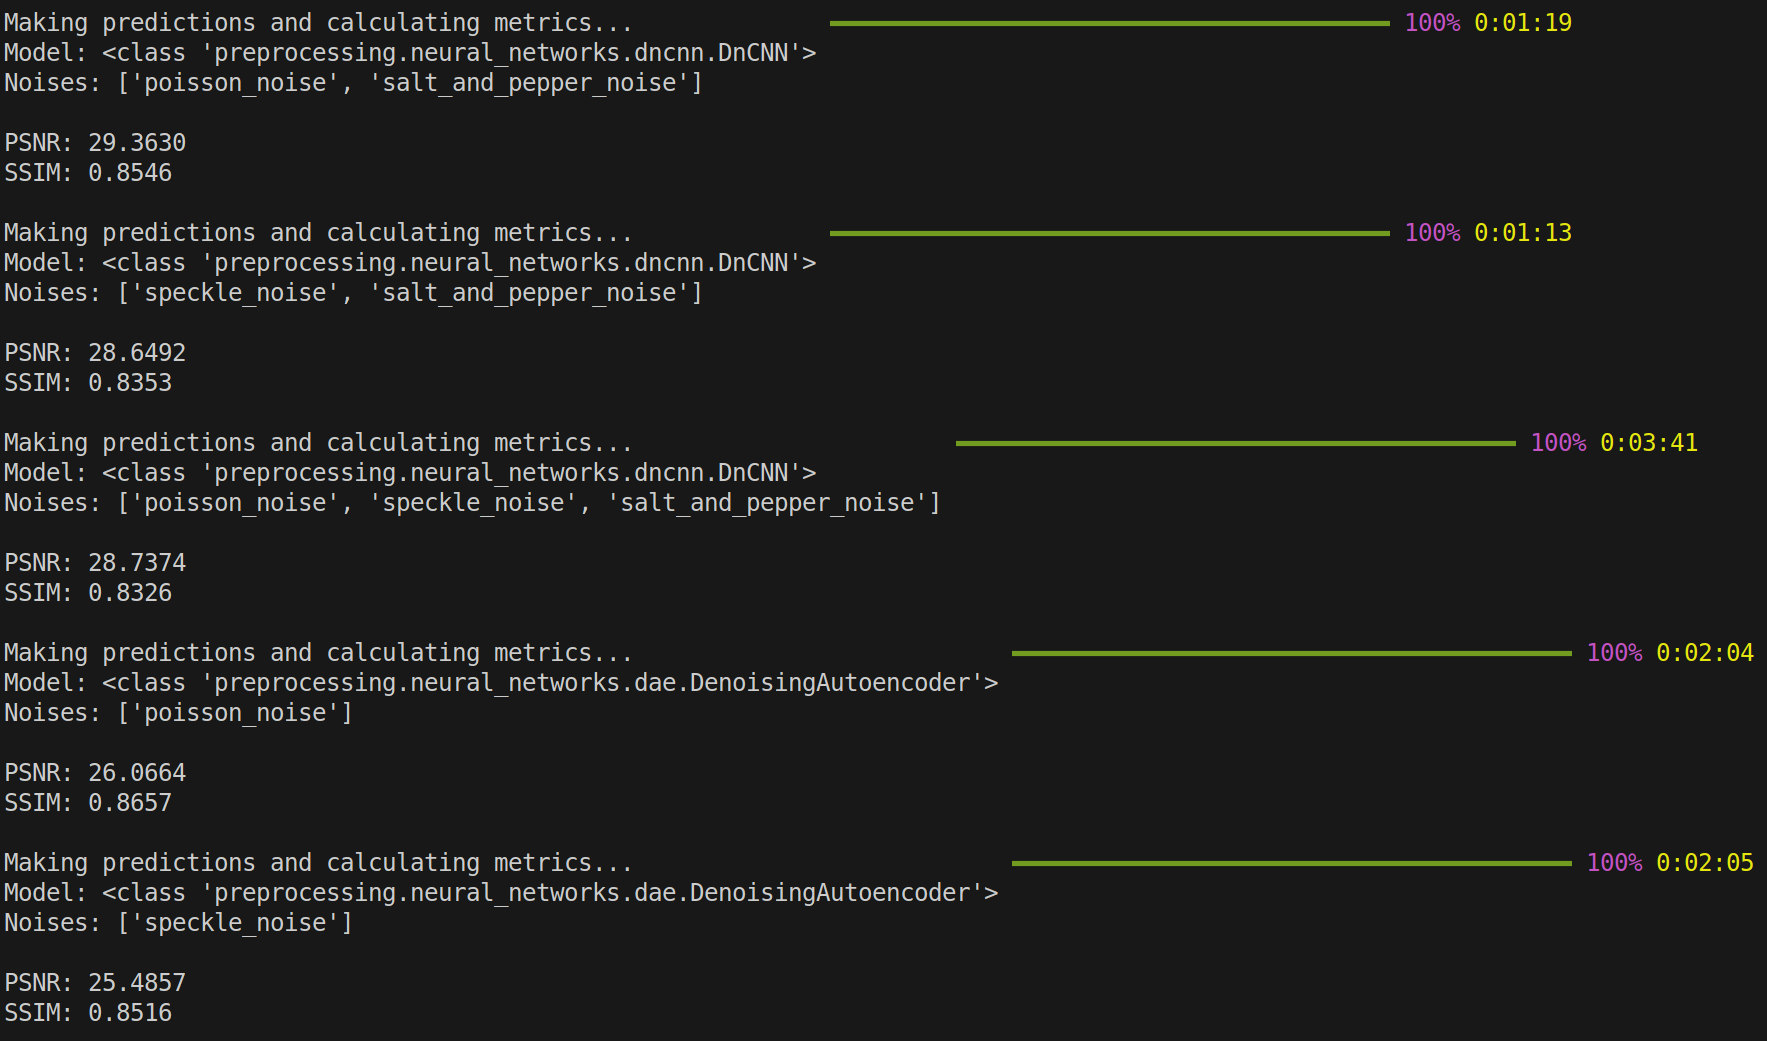 Making predictions and calculating metrics... 100% 0:01:19
Model: <class 'preprocessing.neural_networks.dncnn.DnCNN'>
Noises: ['poisson_noise', 'salt_and_pepper_noise']
PSNR: 29.3630
SSIM: 0.8546
Making predictions and calculating metrics... 100% 0:01:13
Model: <class 'preprocessing.neural_networks.dncnn.DnCNN'>
Noises: ['speckle_noise', 'salt_and_pepper_noise']
PSNR: 28.6492
SSIM: 0.8353
Making predictions and calculating metrics... 100% 0:03:41
Model: <class 'preprocessing.neural_networks.dncnn.DnCNN'>
Noises: ['poisson_noise', 'speckle_noise', 'salt_and_pepper_noise']
PSNR: 28.7374
SSIM: 0.8326
Making predictions and calculating metrics... 100% 0:02:04
Model: <class 'preprocessing.neural_networks.dae.DenoisingAutoencoder'>
Noises: ['poisson_noise']
PSNR: 26.0664
SSIM: 0.8657
Making predictions and calculating metrics... 100% 0:02:05
Model: <class 'preprocessing.neural_networks.dae.DenoisingAutoencoder'>
Noises: ['speckle_noise']
PSNR: 25.4857
SSIM: 0.8516